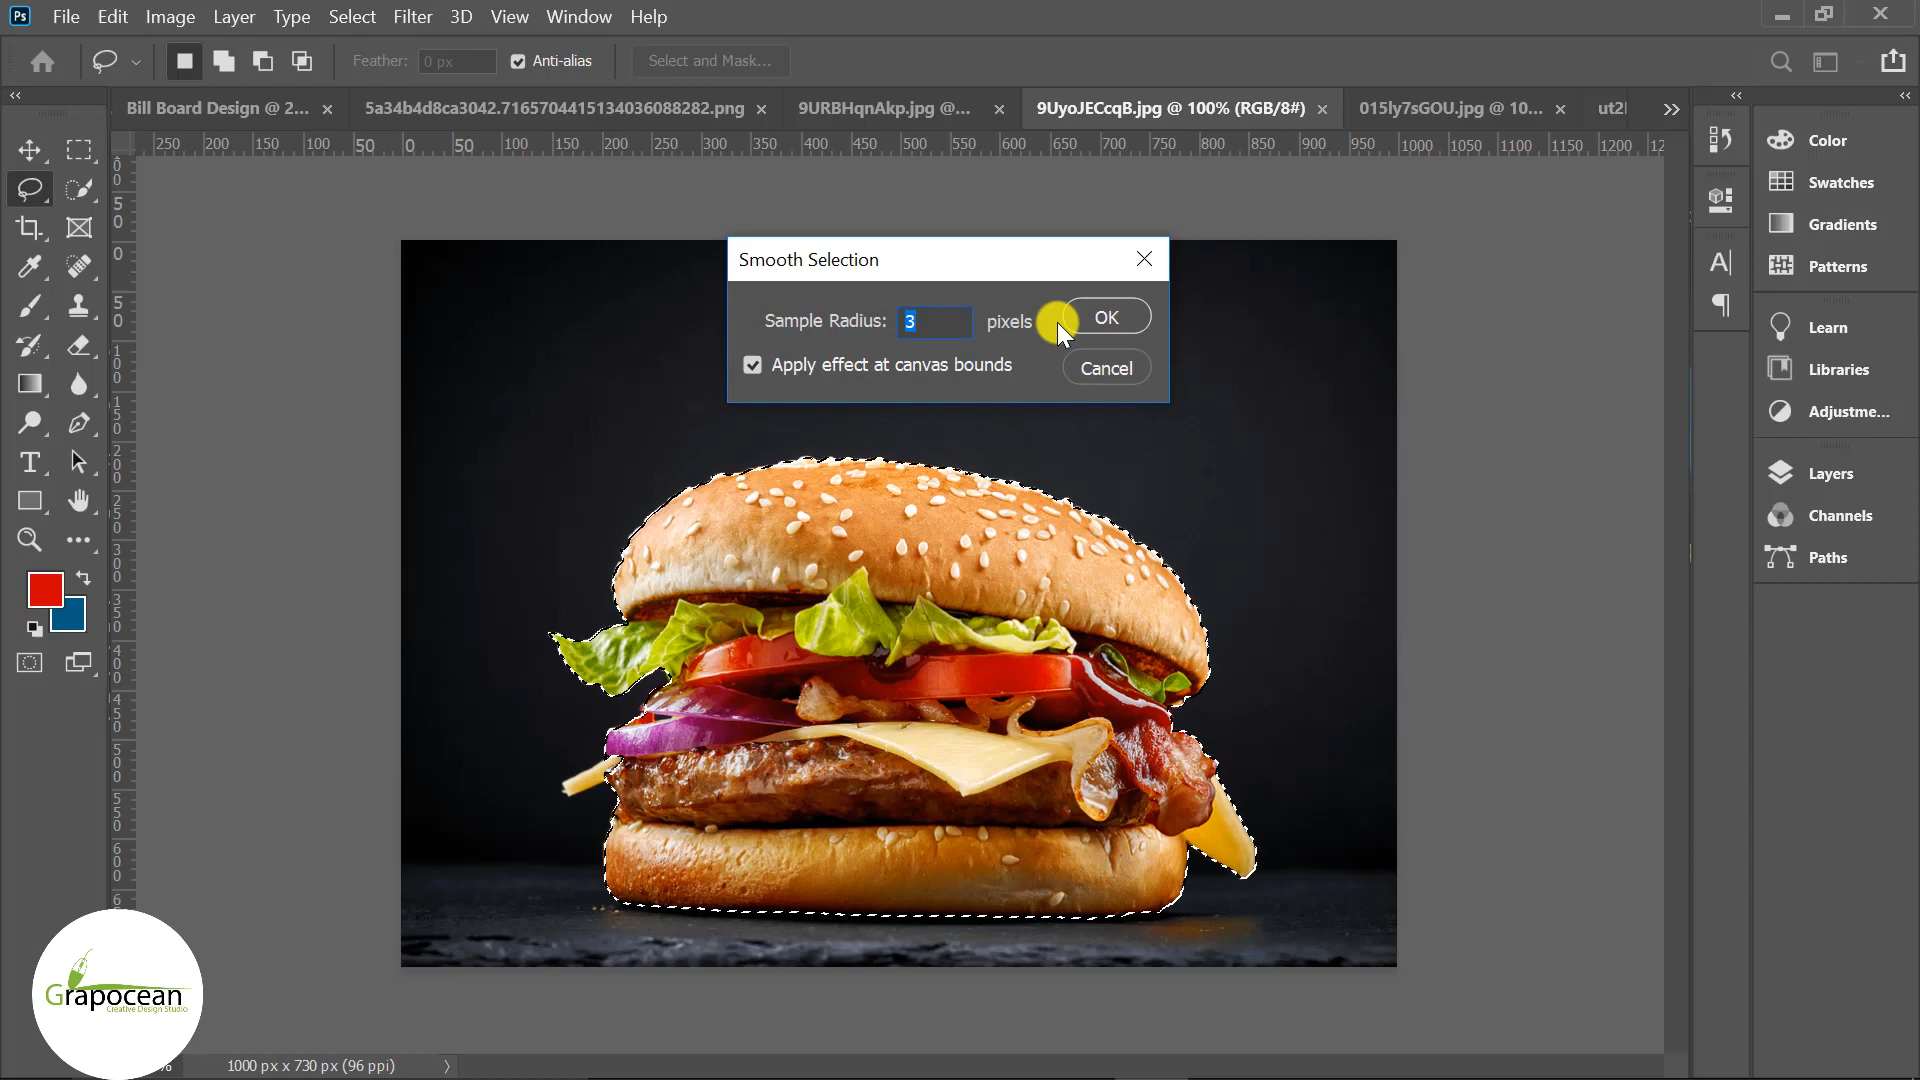 Ps File Edit Image Layer Type Select Filter 3D View Window Help
Feather: 0 px Anti-alias Select and Mask...
Bill Board Design @ 2... 5a34b4d8ca3042.7165704415134036088282.png 9URBHqnAkp.jpg @... 9UyoJECcqB.jpg @ 100% (RGB/8#) 015ly7sGOU.jpg @ 10...
250 200 150 100 50 0 50 100 150 200 250 300 350 400 450 500 550 600 650 700 750 800 850 900 950 1000 1050 1100 1150 1200
Smooth Selection
Sample Radius: 3 pixels OK
Apply effect at canvas bounds
Cancel
Color
Swatches
Gradients
Patterns
Learn
Libraries
Adjustme...
Layers
Channels
Paths
Grapocean
Creative Design Studio
1000 px x 730 px (96 ppi)